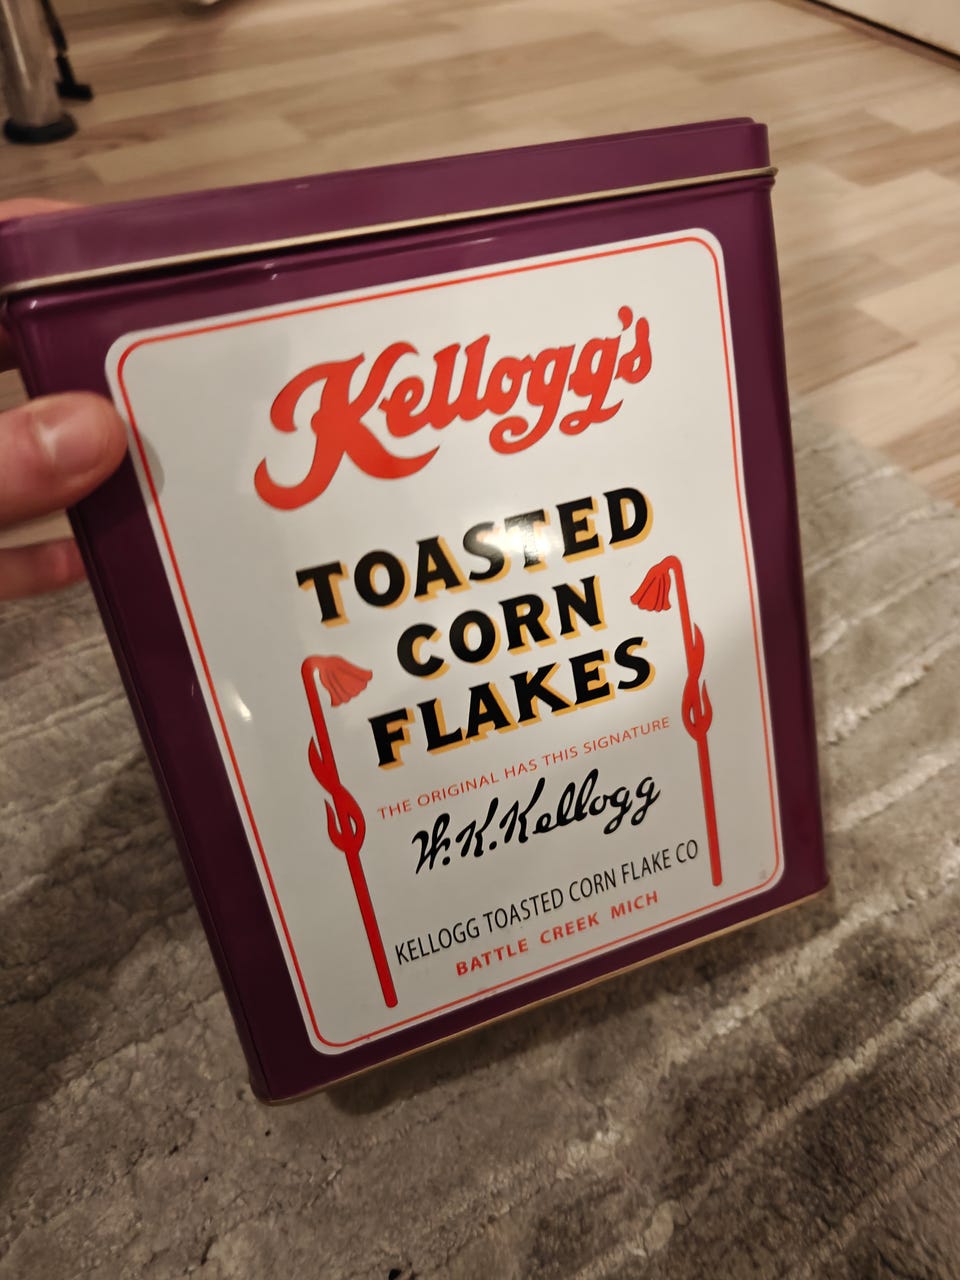 Kellogg's
TOASTED
CORN
FLAKES
THE ORIGINAL HAS THIS SIGNATURE
W.K.Kellogg
KELLOGG TOASTED CORN FLAKE CO
BATTLE CREEK MICH